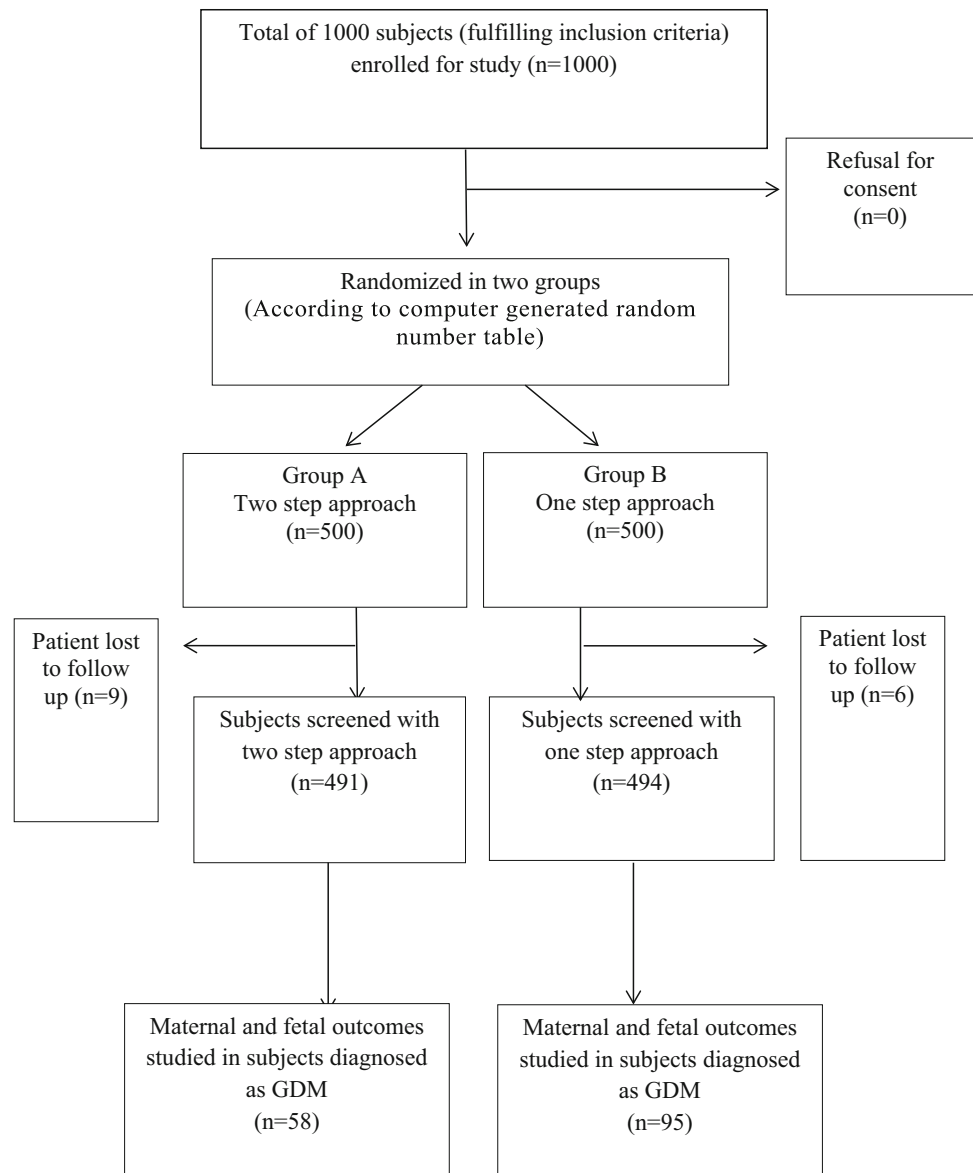 Total of 1000 subjects (fulfilling inclusion criteria)
enrolled for study (n=1000)
Refusal for
consent
(n=0)
Randomized in two groups
(According to computer generated random
number table)
Group A
Two step approach
(n=500)
Group B
One step approach
(n=500)
Patient lost
to follow
up (n=9)
Patient lost
to follow
up (n=6)
Subjects screened with
two step approach
(n=491)
Subjects screened with
one step approach
(n=494)
Maternal and fetal outcomes
studied in subjects diagnosed
as GDM
(n=58)
Maternal and fetal outcomes
studied in subjects diagnosed
as GDM
(n=95)